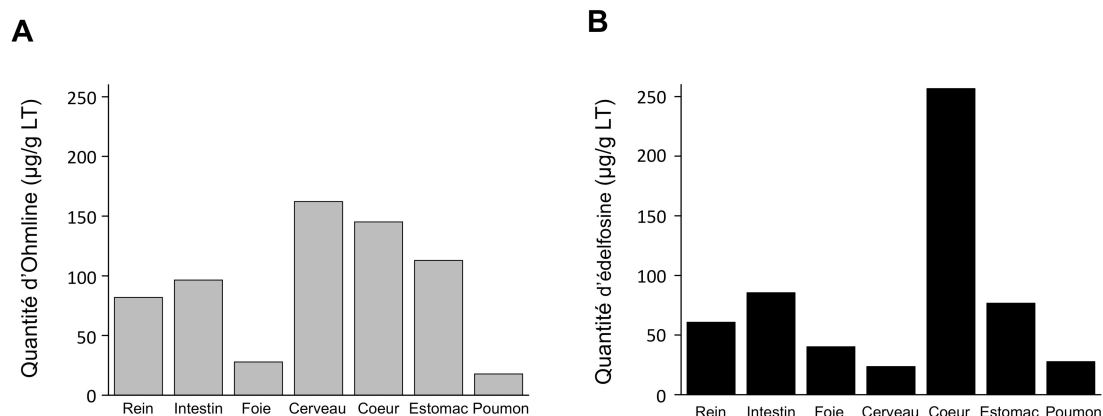 A
Quantité d'Ohmline (µg/g LT)
250
200
150
100
50
0
Rein Intestin Foie Cerveau Coeur Estomac Poumon
B
Quantité d'édelfosine (µg/g LT)
250
200
150
100
50
0
Rein Intestin Foie Cerveau Coeur Estomac Poumon